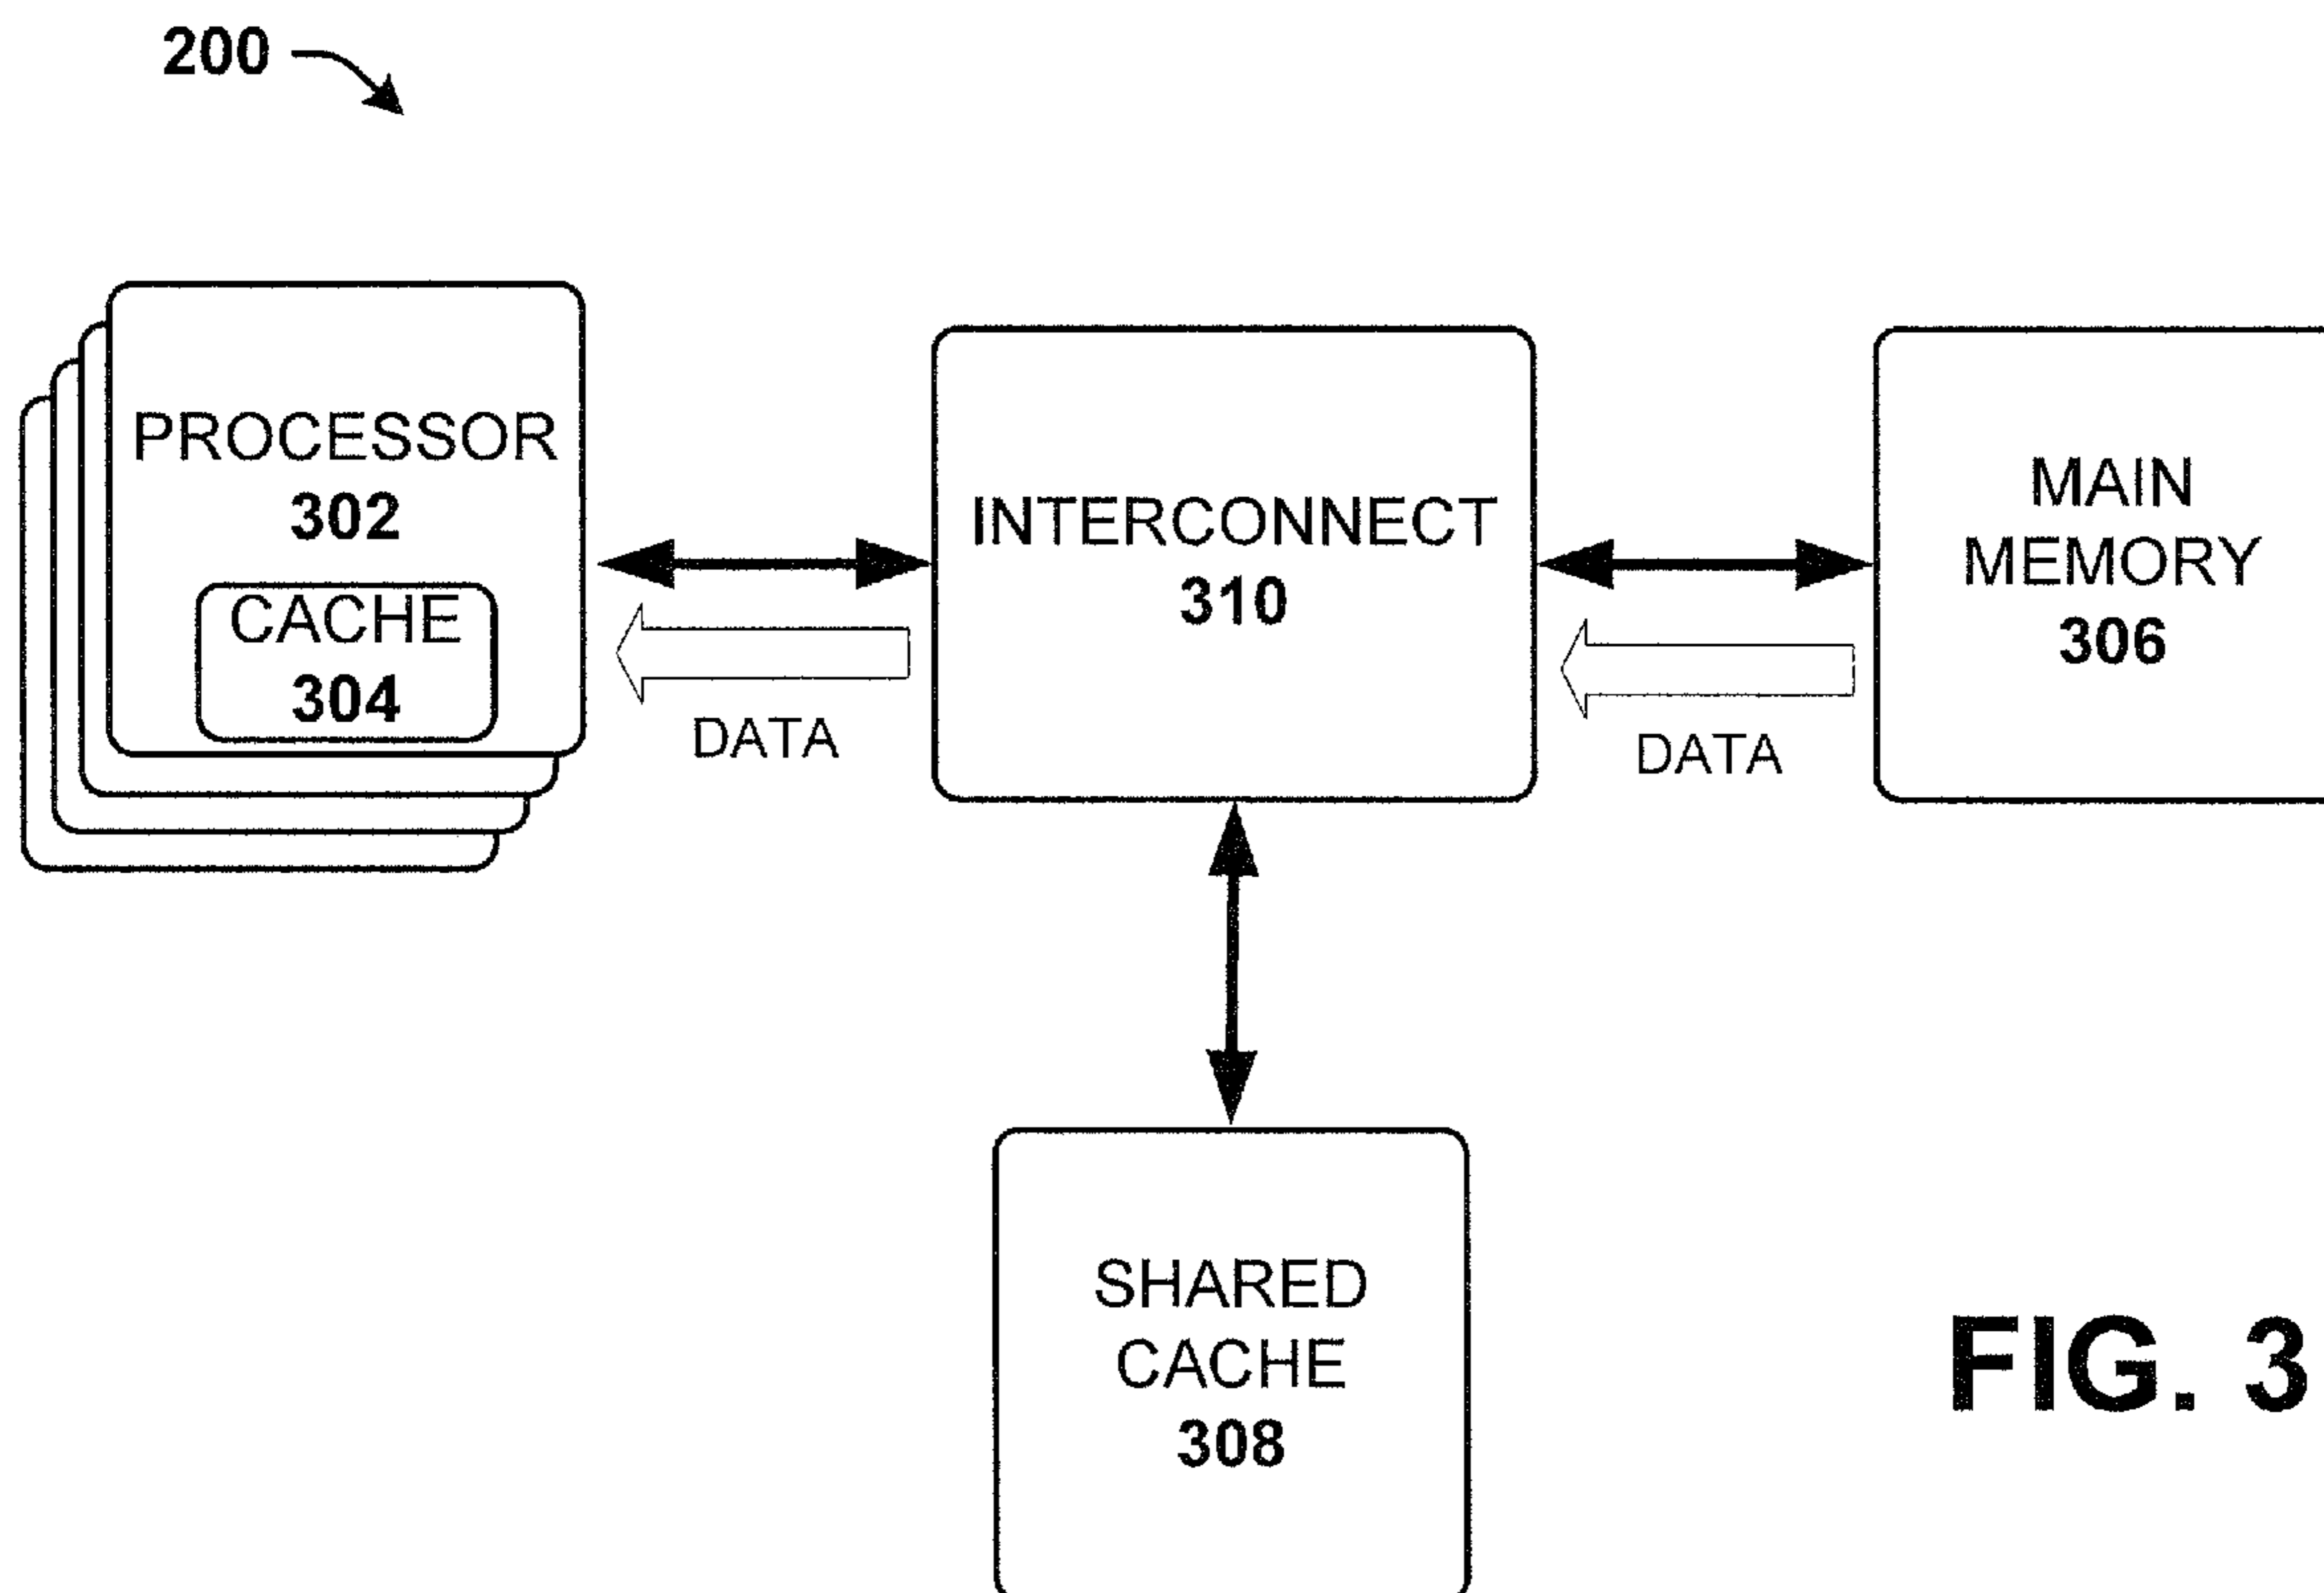 200
PROCESSOR
302
CACHE
304
DATA
INTERCONNECT
310
DATA
MAIN
MEMORY
306
SHARED
CACHE
308
FIG. 3